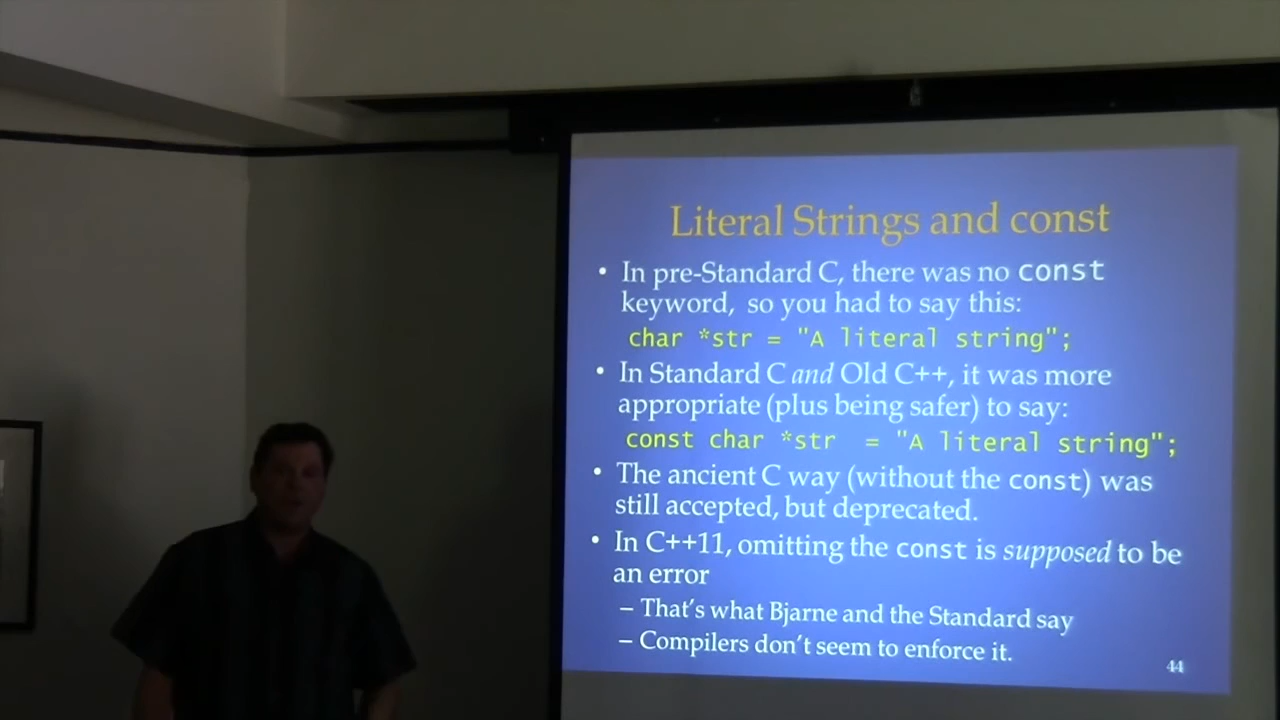 Literal Strings and const
• In pre-Standard C, there was no const
keyword, so you had to say this:
char *str = "A literal string";
• In Standard C and Old C++, it was more
appropriate (plus being safer) to say:
const char *str = "A literal string";
• The ancient C way (without the const) was
still accepted, but deprecated.
• In C++11, omitting the const is supposed to be
an error
– That's what Bjarne and the Standard say
– Compilers don't seem to enforce it.
44